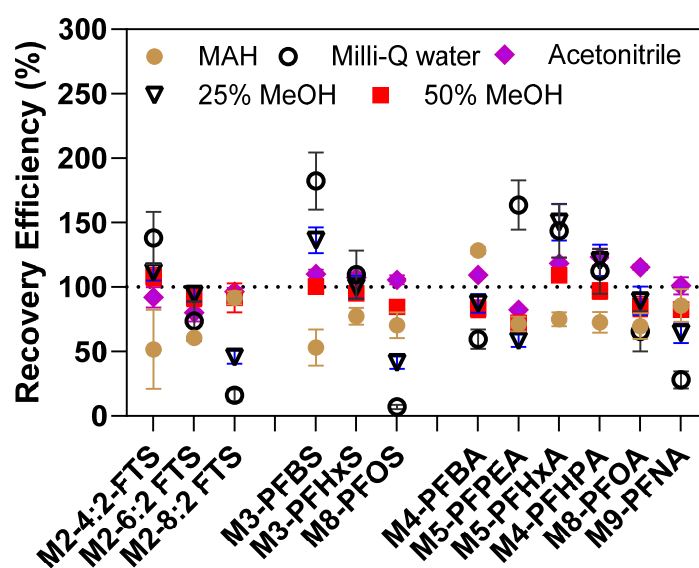 Recovery Efficiency (%)
300
250
200
150
100
50
0
MAH Milli-Q water Acetonitrile
25% MeOH 50% MeOH
M2-4:2-FTS
M2-6:2 FTS
M2-8:2 FTS
M3-PFBS
M3-PFHxS
M8-PFOS
M4-PFBA
M5-PFPEA
M5-PFHxA
M4-PFHPA
M8-PFOA
M9-PFNA